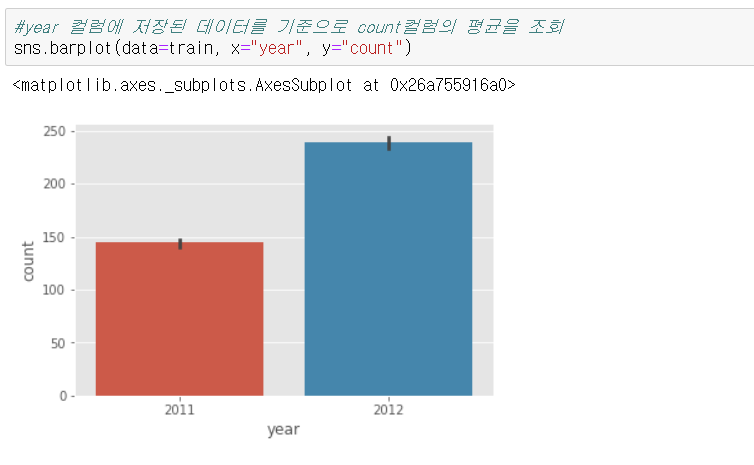 #year 컬럼에 저장된 데이터를 기준으로 count컬럼의 평균을 조회
sns.barplot(data=train, x="year", y="count")
<matplotlib.axes._subplots.AxesSubplot at 0x26a755916a0>
250
200
150
100
50
0
count
2011 2012
year